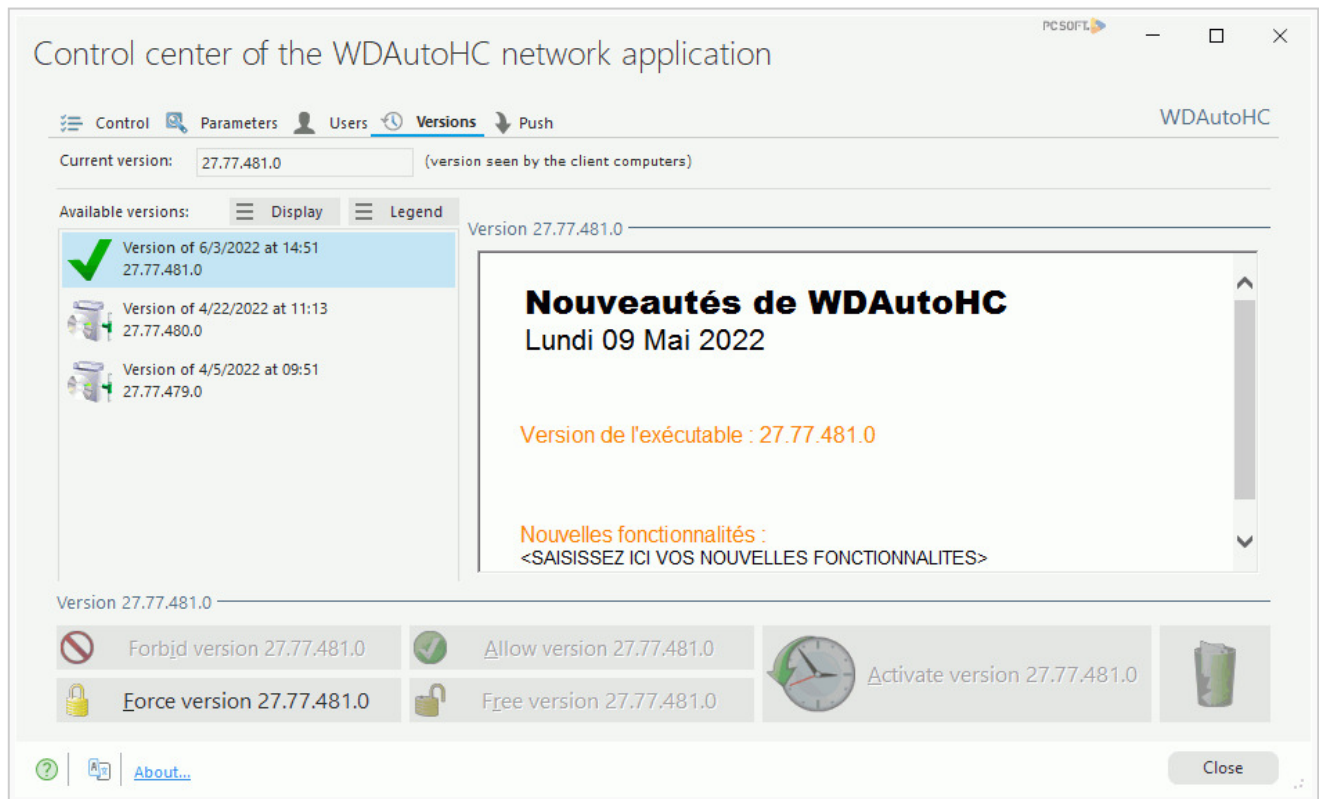 PC SOFT
Control center of the WDAutoHC network application
Control Parameters Users Versions Push WDAutoHC
Current version: 27.77.481.0 (version seen by the client computers)
Available versions: Display Legend
Version 27.77.481.0
Version of 6/3/2022 at 14:51
27.77.481.0
Version of 4/22/2022 at 11:13
27.77.480.0
Version of 4/5/2022 at 09:51
27.77.479.0
Nouveautés de WDAutoHC
Lundi 09 Mai 2022
Version de l'exécutable : 27.77.481.0
Nouvelles fonctionnalités :
<SAISISSEZ ICI VOS NOUVELLES FONCTIONNALITES>
Version 27.77.481.0
Forbid version 27.77.481.0 Allow version 27.77.481.0 Activate version 27.77.481.0
Force version 27.77.481.0 Free version 27.77.481.0
About... Close